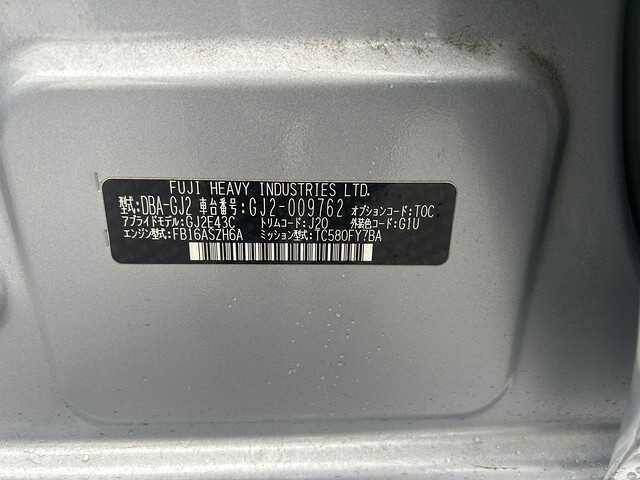 FUJI HEAVY INDUSTRIES LTD.
型式:DBA-GJ2 車台番号:GJ2-009762 オプションコード:TOC
アプライドモデル:GJ2E43C トリムコード:J20 外装色コード:G1U
エンジン型式:FB16ASZH6A ミッション型式:TC580FY7BA